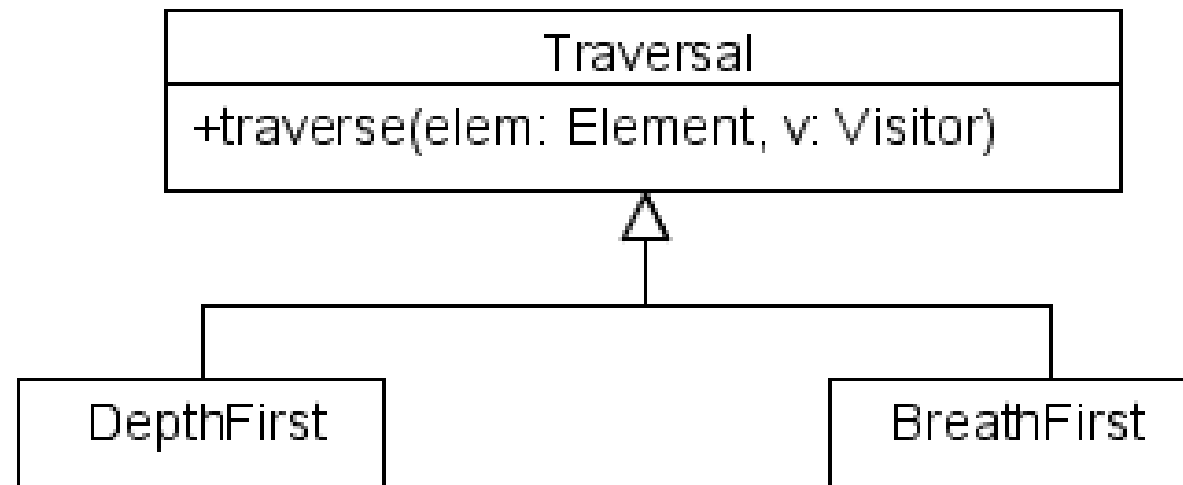 Traversal
+traverse(elem: Element, v: Visitor)
DepthFirst
BreathFirst